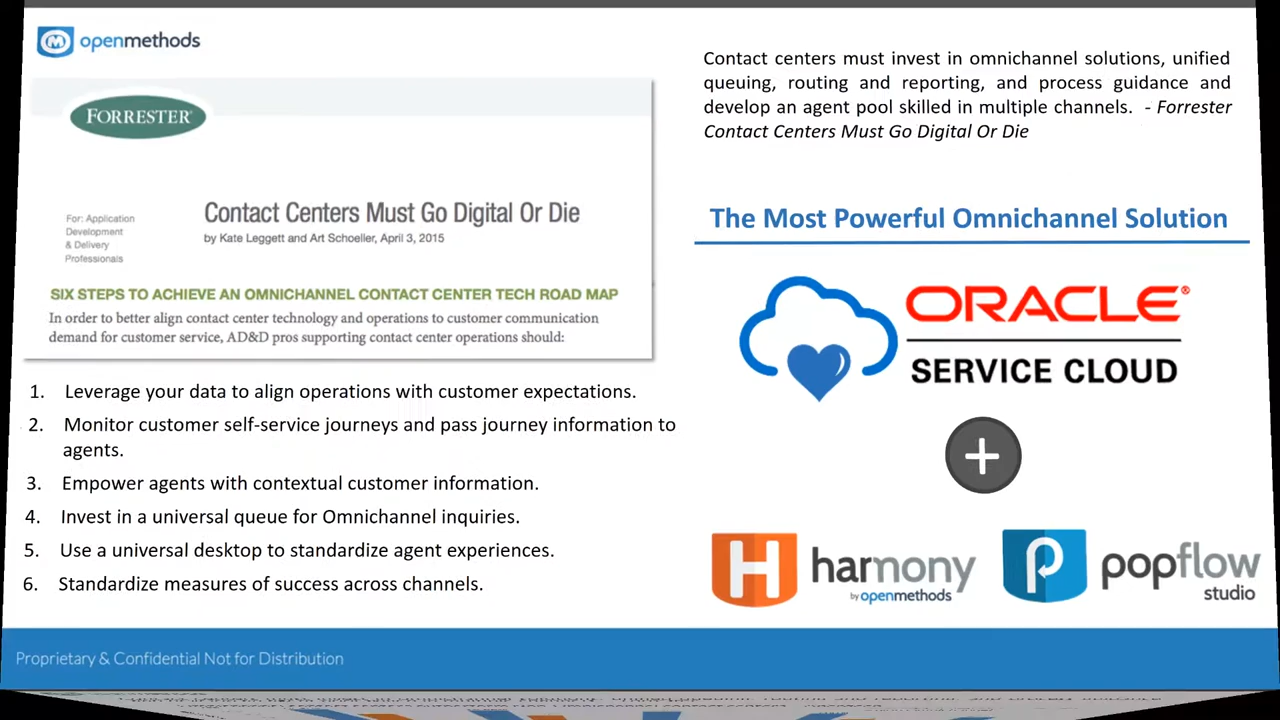 openmethods
FORRESTER®
For: Application
Development
& Delivery
Professionals
Contact Centers Must Go Digital Or Die
by Kate Leggett and Art Schoeller, April 3, 2015
SIX STEPS TO ACHIEVE AN OMNICHANNEL CONTACT CENTER TECH ROAD MAP
In order to better align contact center technology and operations to customer communication
demand for customer service, AD&D pros supporting contact center operations should:
1. Leverage your data to align operations with customer expectations.
2. Monitor customer self-service journeys and pass journey information to
agents.
3. Empower agents with contextual customer information.
4. Invest in a universal queue for Omnichannel inquiries.
5. Use a universal desktop to standardize agent experiences.
6. Standardize measures of success across channels.
Contact centers must invest in omnichannel solutions, unified
queuing, routing and reporting, and process guidance and
develop an agent pool skilled in multiple channels. - Forrester
Contact Centers Must Go Digital Or Die
The Most Powerful Omnichannel Solution
ORACLE®
SERVICE CLOUD
+
H harmony
by openmethods
popflow
studio
Proprietary & Confidential Not for Distribution